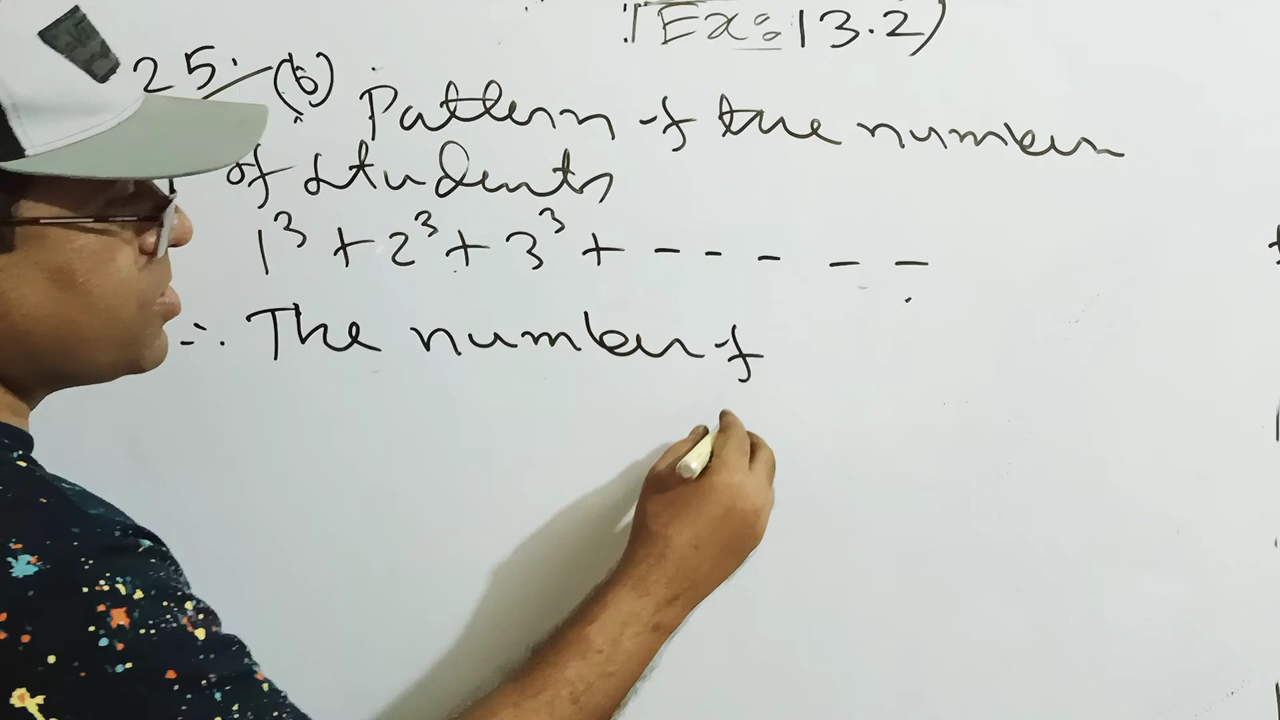 (Ex: 13.2)
25. (b) Pattern of the number
of students
1³ + 2³ + 3³ + - - - - -
∴ The number of